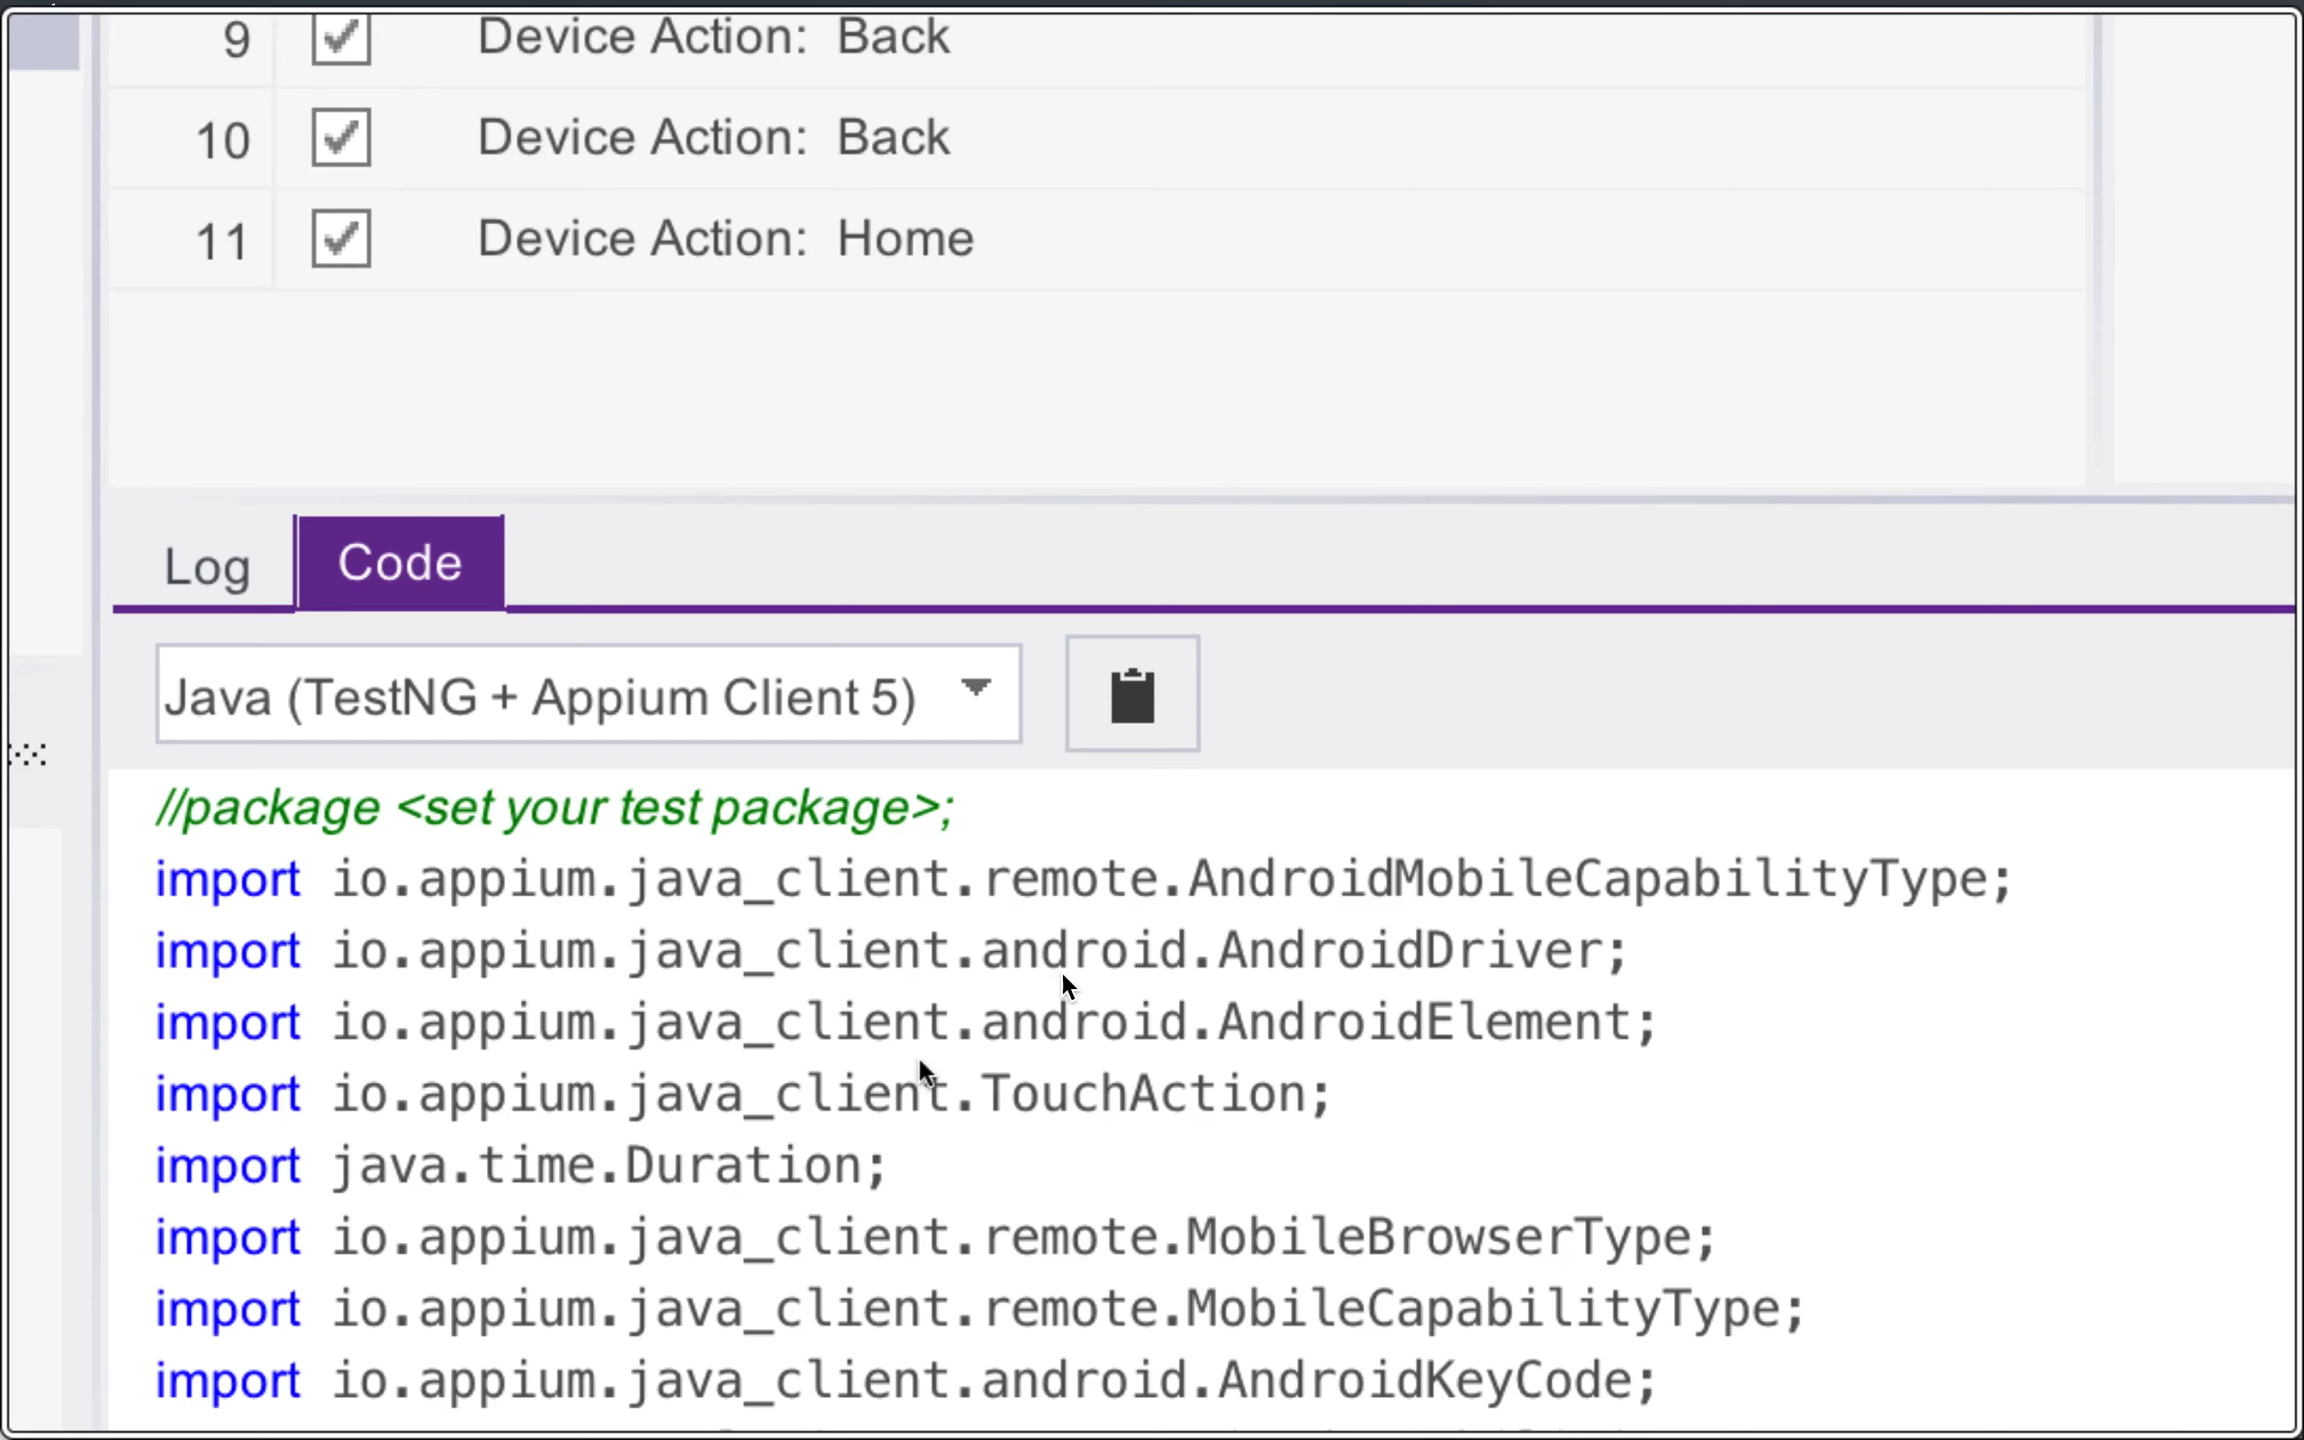 9 Device Action: Back
10 Device Action: Back
11 Device Action: Home
Log Code
Java (TestNG + Appium Client 5)
//package <set your test package>;
import io.appium.java_client.remote.AndroidMobileCapabilityType;
import io.appium.java_client.android.AndroidDriver;
import io.appium.java_client.android.AndroidElement;
import io.appium.java_client.TouchAction;
import java.time.Duration;
import io.appium.java_client.remote.MobileBrowserType;
import io.appium.java_client.remote.MobileCapabilityType;
import io.appium.java_client.android.AndroidKeyCode;